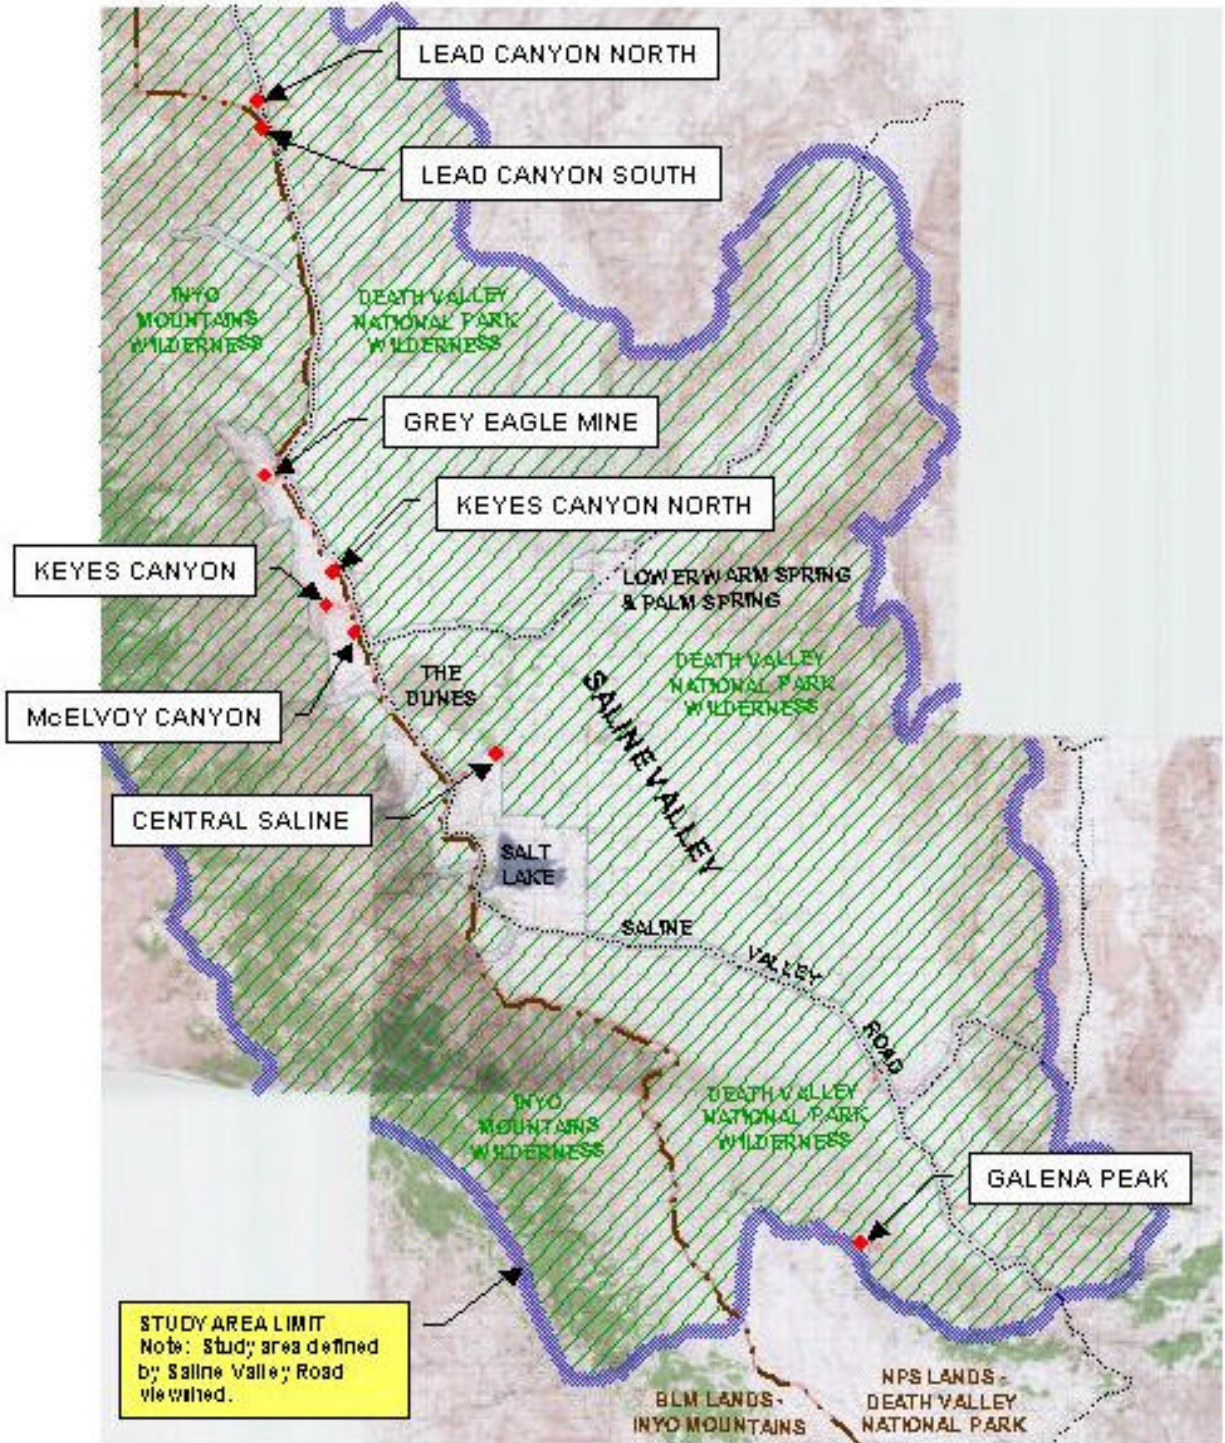 LEAD CANYON NORTH
LEAD CANYON SOUTH
INYO
MOUNTAINS
WILDERNESS
DEATH VALLEY
NATIONAL PARK
WILDERNESS
GREY EAGLE MINE
KEYES CANYON NORTH
KEYES CANYON
LOWER WARM SPRING
& PALM SPRING
THE
DUNES
DEATH VALLEY
NATIONAL PARK
WILDERNESS
SALINE VALLEY
McELVOY CANYON
CENTRAL SALINE
SALT
LAKE
SALINE
VALLEY
ROAD
INYO
MOUNTAINS
WILDERNESS
DEATH VALLEY
NATIONAL PARK
WILDERNESS
GALENA PEAK
STUDY AREA LIMIT
Note: Study area defined
by Saline Valley Road
viewshed.
BLM LANDS -
INYO MOUNTAINS
NPS LANDS -
DEATH VALLEY
NATIONAL PARK